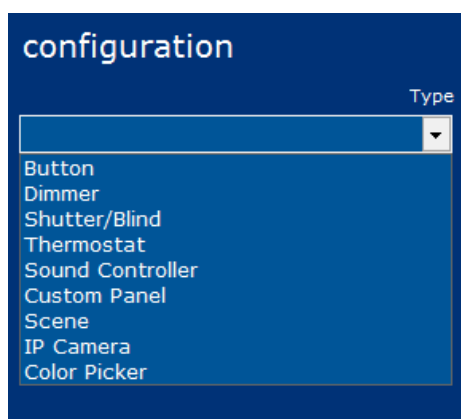 configuration
Type
Button
Dimmer
Shutter/Blind
Thermostat
Sound Controller
Custom Panel
Scene
IP Camera
Color Picker